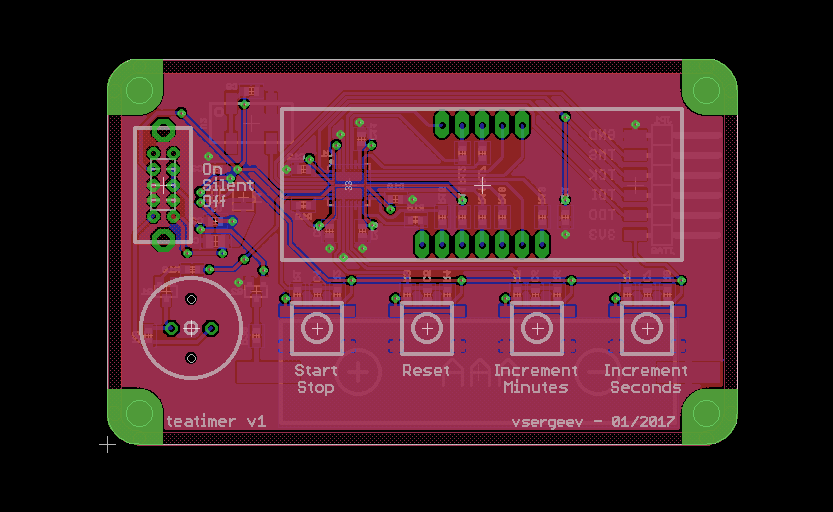 On
Silent
Off
GND
TMS
TCK
TDI
TDO
3V3
Start
Stop
Reset
Increment
Minutes
Increment
Seconds
AAA
teatimer v1
vsergeev - 01/2017